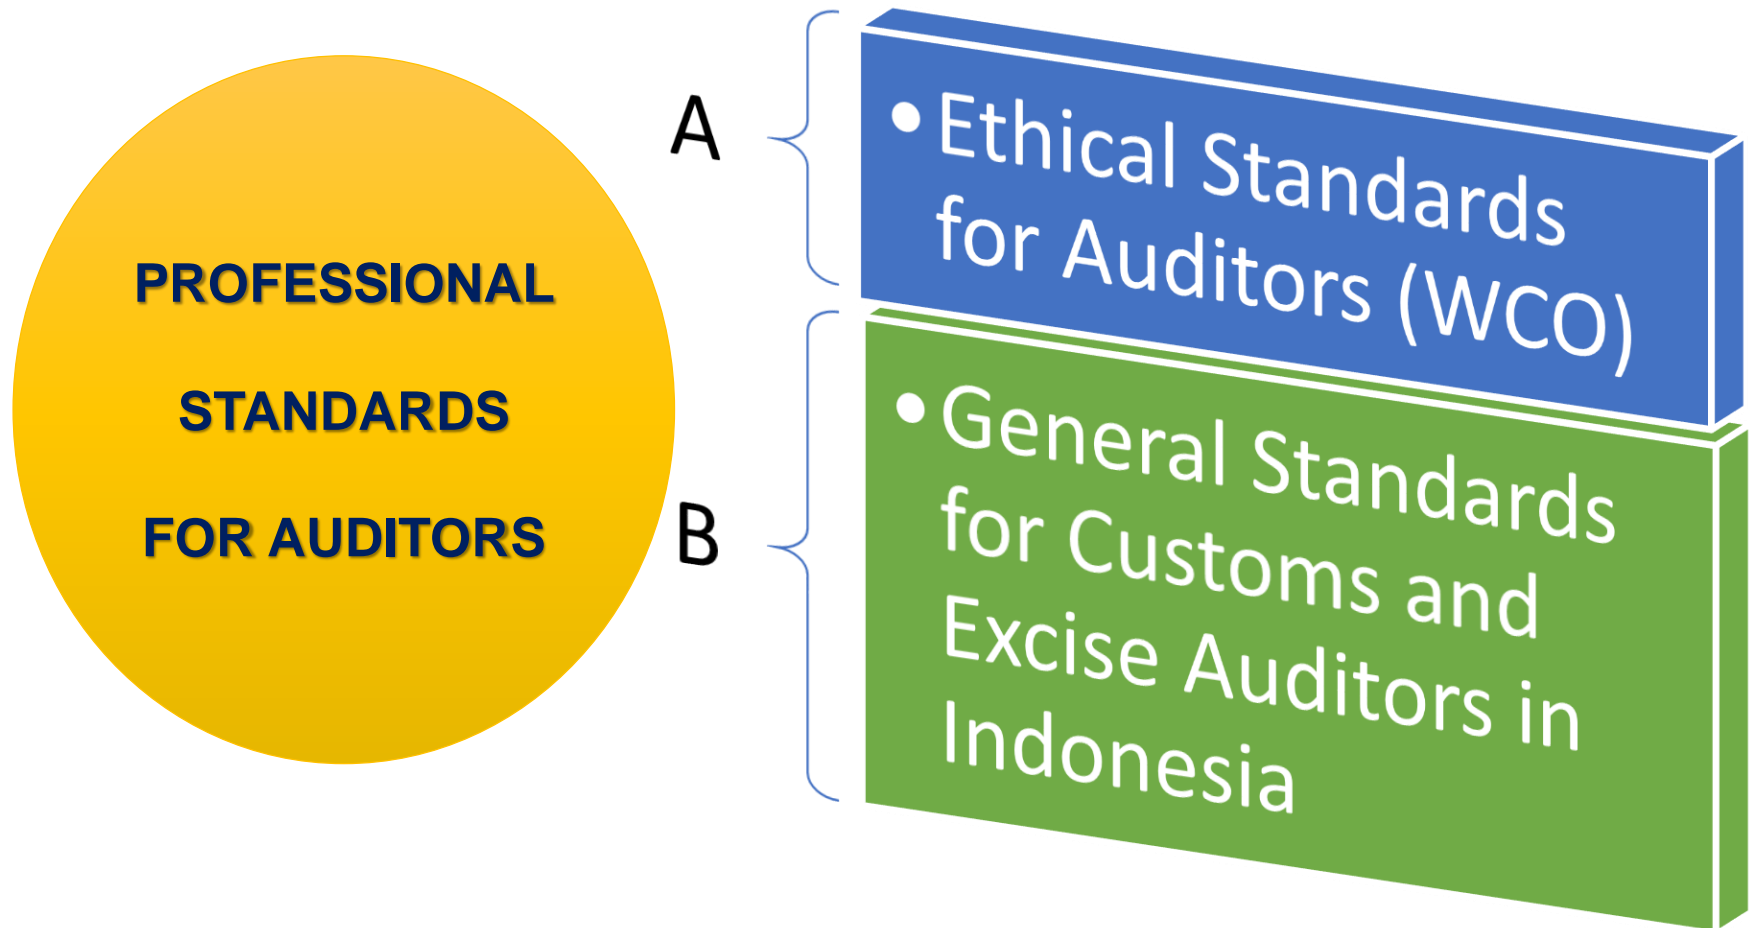 PROFESSIONAL
STANDARDS
FOR AUDITORS
A
• Ethical Standards
for Auditors (WCO)
B
• General Standards
for Customs and
Excise Auditors in
Indonesia